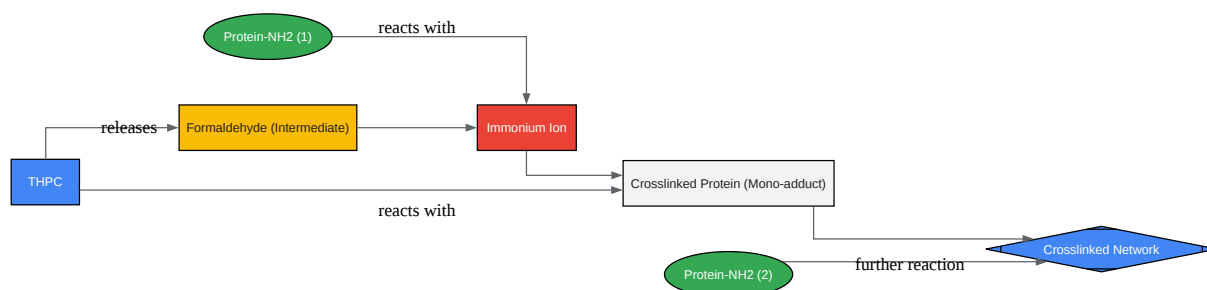 Protein-NH2 (1)
reacts with
releases
Formaldehyde (Intermediate)
Immonium Ion
THPC
Crosslinked Protein (Mono-adduct)
reacts with
Crosslinked Network
Protein-NH2 (2)
further reaction